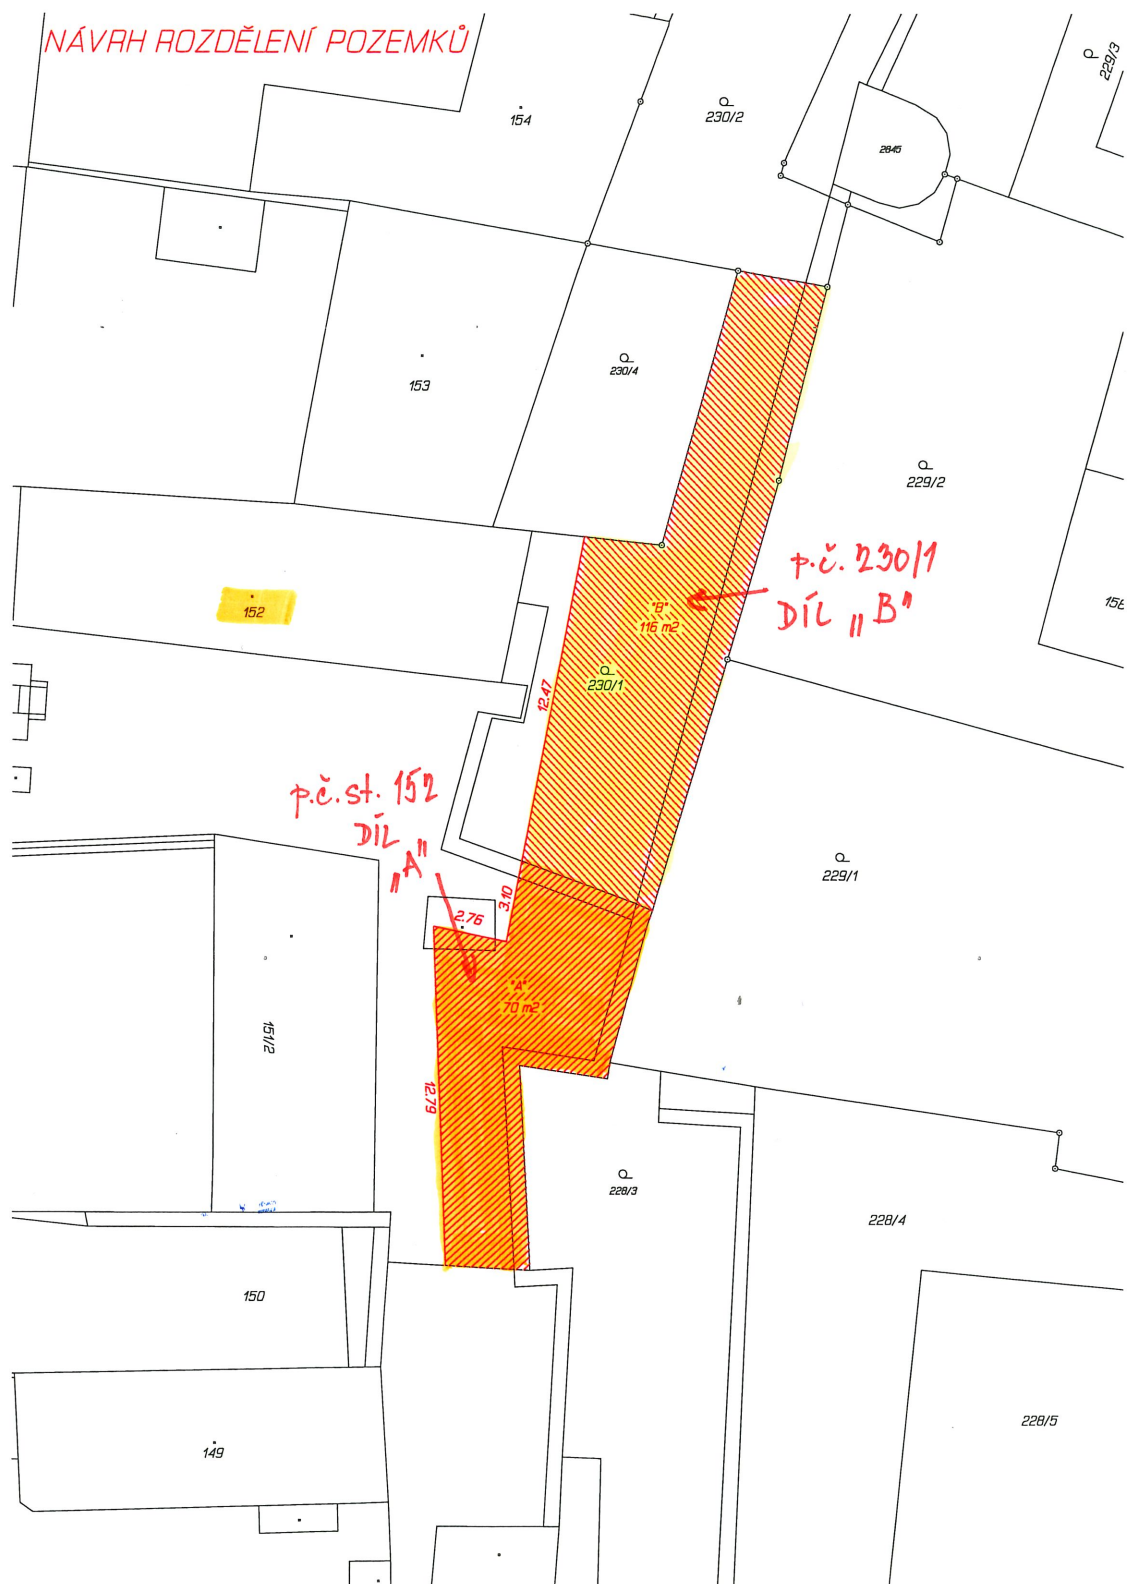 NÁVRH ROZDĚLENÍ POZEMKŮ
229/3
154
230/2
2845
153
230/4
229/2
p.č. 230/1
DÍL „B"
152
"B"
116 m2
156
230/1
12.47
p.č.st. 152
DÍL
„A"
229/1
3.10
2.76
"A"
70 m2
151/2
12.79
228/3
228/4
150
228/5
149